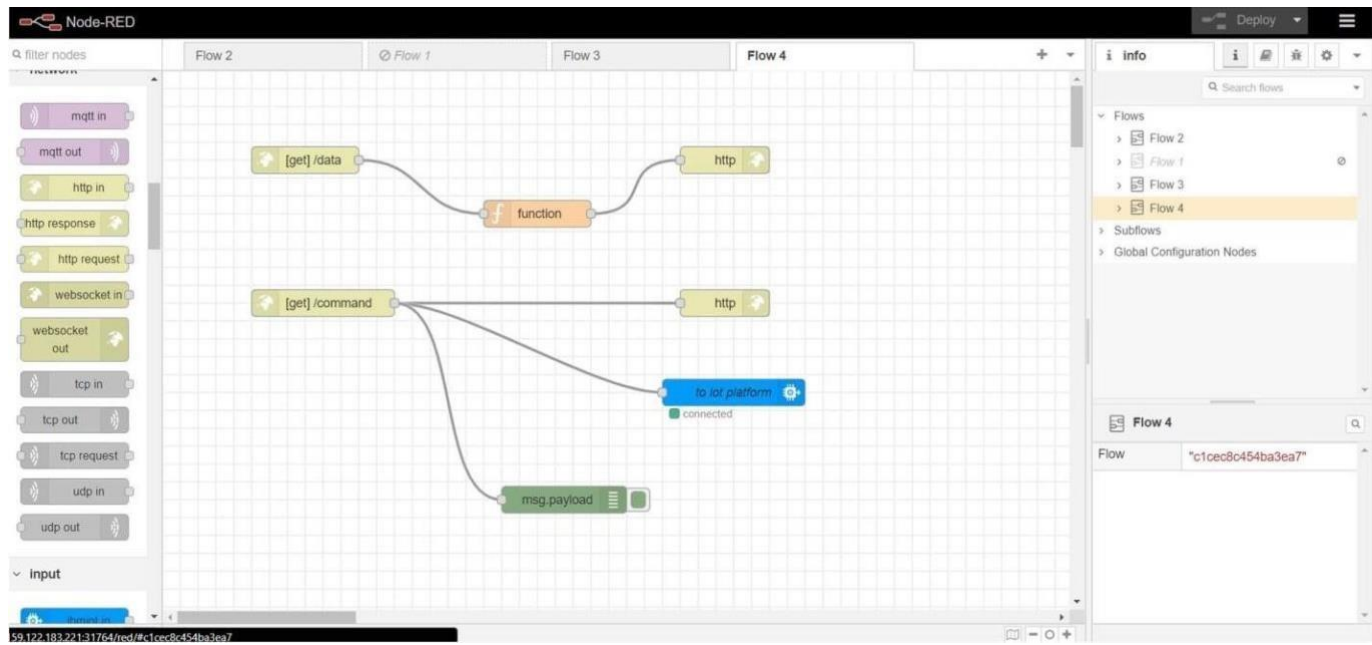 Node-RED
Deploy
filter nodes
Flow 2
Flow 1
Flow 3
Flow 4
info
i
Search flows
network
mqtt in
mqtt out
http in
http response
http request
websocket in
websocket
out
tcp in
tcp out
tcp request
udp in
udp out
input
ibmiot in
[get] /data
http
function
[get] /command
http
to iot platform
connected
msg.payload
Flows
Flow 2
Flow 1
Flow 3
Flow 4
Subflows
Global Configuration Nodes
Flow 4
Flow
"c1cec8c454ba3ea7"
59.122.183.221:31764/red/#c1cec8c454ba3ea7